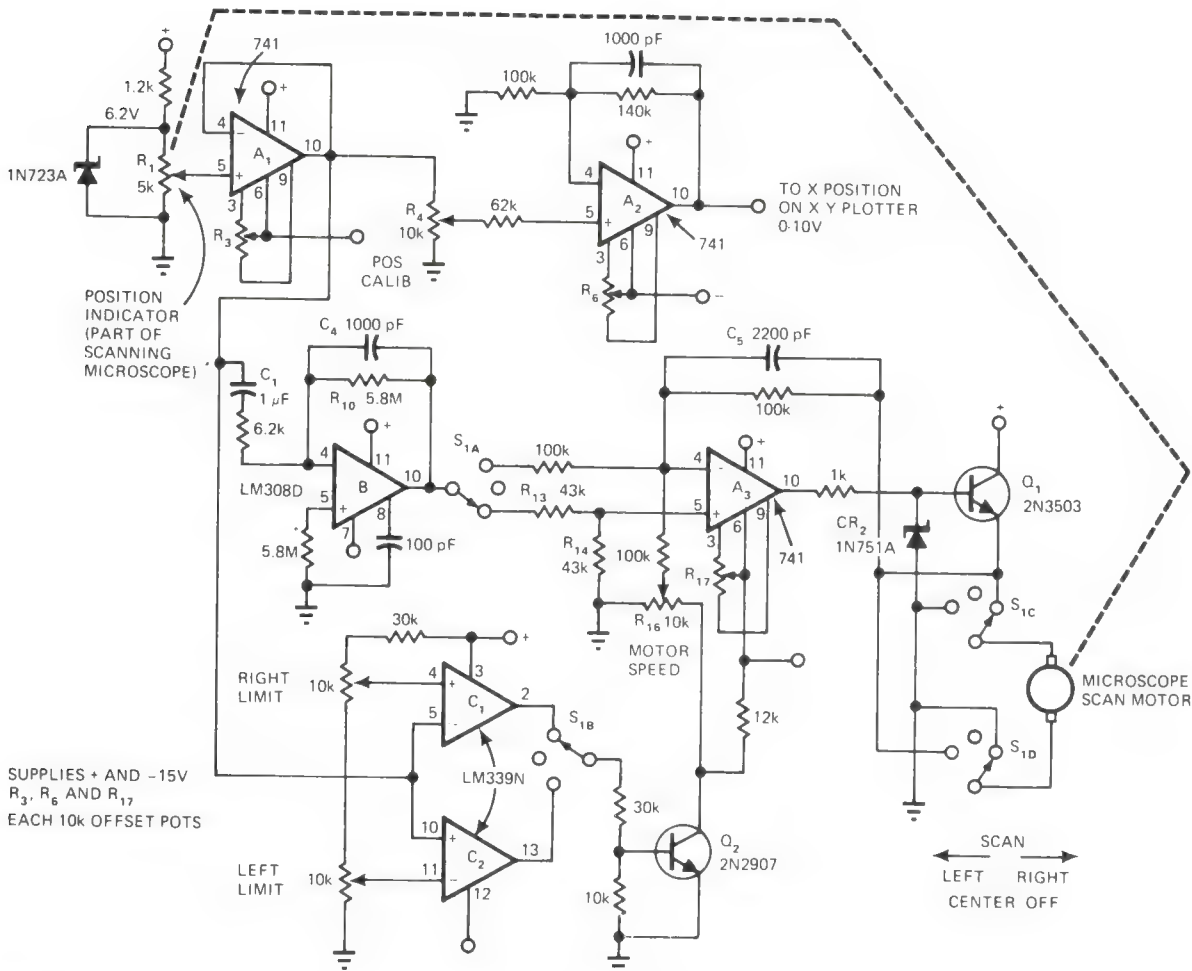 +
1.2k
6.2V
1N723A
R1
5k
741
4
−
+
11
A1
10
5
+
9
6
3
R3
POSITION
INDICATOR
(PART OF
SCANNING
MICROSCOPE)
R4
10k
POS
CALIB
62k
100k
1000 pF
140k
+
4
−
11
A2
10
5
+
9
6
3
R6
−
741
TO X POSITION
ON X Y PLOTTER
0-10V
C1
1 µF
6.2k
C4 1000 pF
R10 5.8M
+
4
−
11
B
10
5
+
8
7
LM308D
5.8M
100 pF
S1A
100k
R13
43k
R14
43k
100k
R16 10k
MOTOR
SPEED
C5 2200 pF
100k
+
4
-
11
A3
10
5
+
9
6
3
R17
741
1k
CR2
1N751A
+
Q1
2N3503
S1C
S1D
MICROSCOPE
SCAN MOTOR
12k
30k
+
RIGHT
LIMIT
10k
3
4
+
C1
2
5
-
LM339N
S1B
10
+
C2
13
11
-
12
LEFT
LIMIT
10k
30k
10k
Q2
2N2907
SUPPLIES + AND -15V
R3, R6 AND R17
EACH 10k OFFSET POTS
SCAN
LEFT RIGHT
CENTER OFF